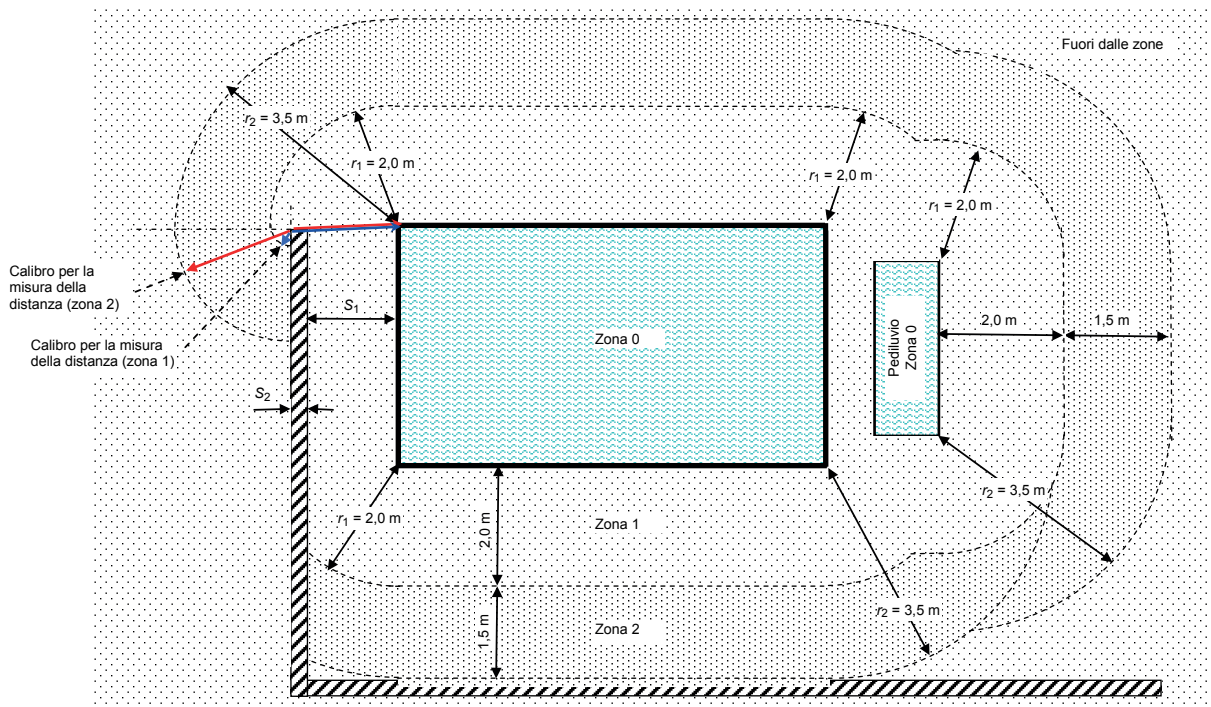 Fuori dalle zone
r2 = 3,5 m
r1 = 2,0 m
r1 = 2,0 m
r1 = 2,0 m
Calibro per la
misura della
distanza (zona 2)
S1
Zona 0
Pediluvio
Zona 0
2,0 m
1,5 m
Calibro per la misura
della distanza (zona 1)
S2
r2 = 3,5 m
r1 = 2,0 m
2,0 m
Zona 1
r2 = 3,5 m
1,5 m
Zona 2